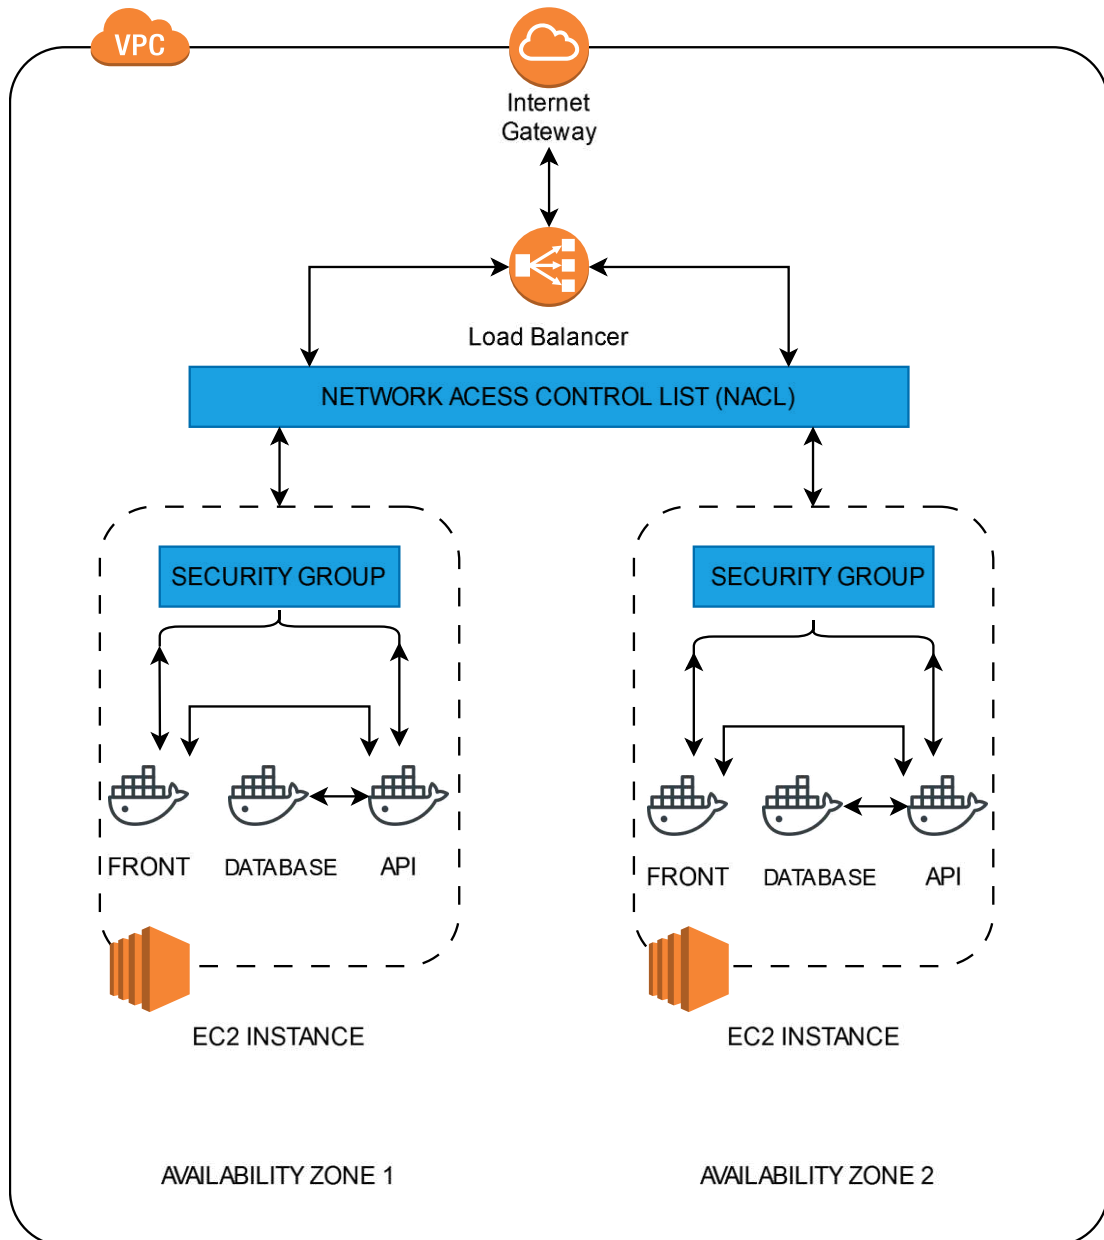 VPC
Internet
Gateway
Load Balancer
NETWORK ACESS CONTROL LIST (NACL)
SECURITY GROUP
SECURITY GROUP
FRONT
DATABASE
API
FRONT
DATABASE
API
EC2 INSTANCE
EC2 INSTANCE
AVAILABILITY ZONE 1
AVAILABILITY ZONE 2